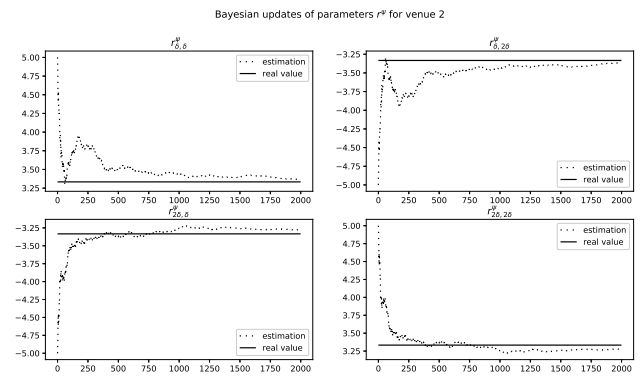 Bayesian updates of parameters r^ψ for venue 2
r^ψ_{δ,δ}
r^ψ_{δ,2δ}
5.00
4.75
4.50
4.25
4.00
3.75
3.50
3.25
estimation
real value
0 250 500 750 1000 1250 1500 1750 2000
−3.25
−3.50
−3.75
−4.00
−4.25
−4.50
−4.75
−5.00
estimation
real value
0 250 500 750 1000 1250 1500 1750 2000
r^ψ_{2δ,δ}
r^ψ_{2δ,2δ}
−3.25
−3.50
−3.75
−4.00
−4.25
−4.50
−4.75
−5.00
estimation
real value
0 250 500 750 1000 1250 1500 1750 2000
5.00
4.75
4.50
4.25
4.00
3.75
3.50
3.25
estimation
real value
0 250 500 750 1000 1250 1500 1750 2000